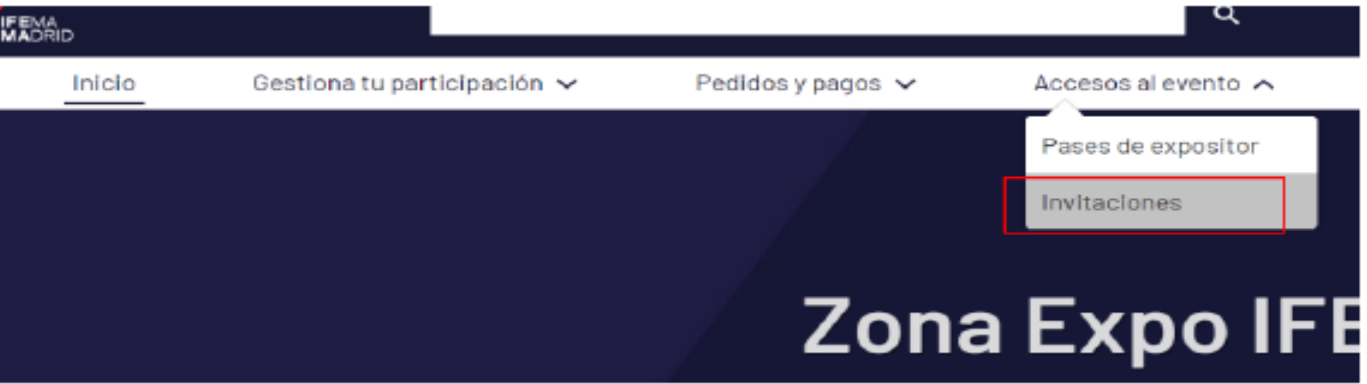 IFEMA
MADRID
Inicio Gestiona tu participación Pedidos y pagos Accesos al evento
Pases de expositor
Invitaciones
Zona Expo IFE